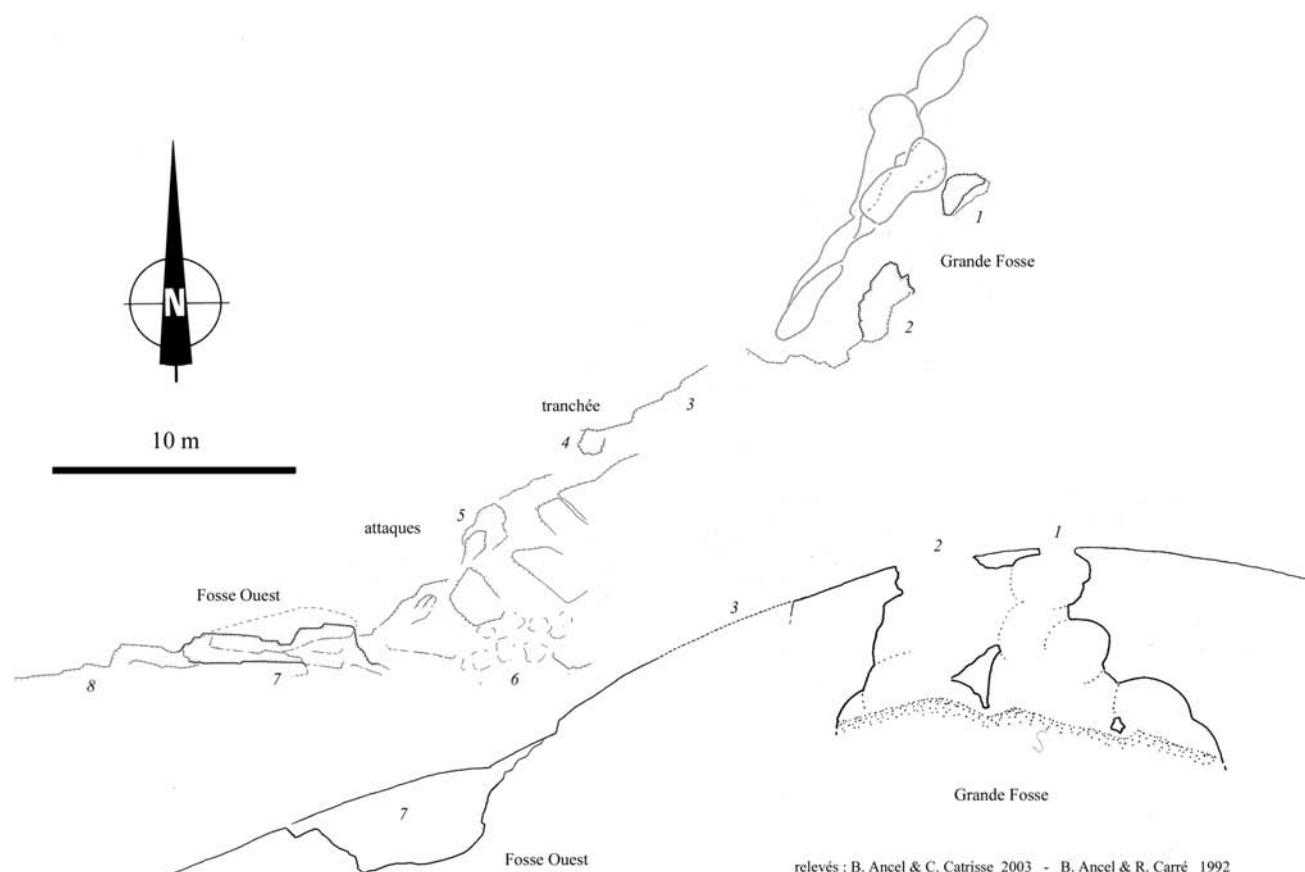 1
Grande Fosse
2
N
tranchée
3
4
10 m
attaques
5
Fosse Ouest
8
7
6
2
1
3
7
Fosse Ouest
Grande Fosse
relevés : B. Ancel & C. Catrisse 2003 - B. Ancel & R. Carré 1992